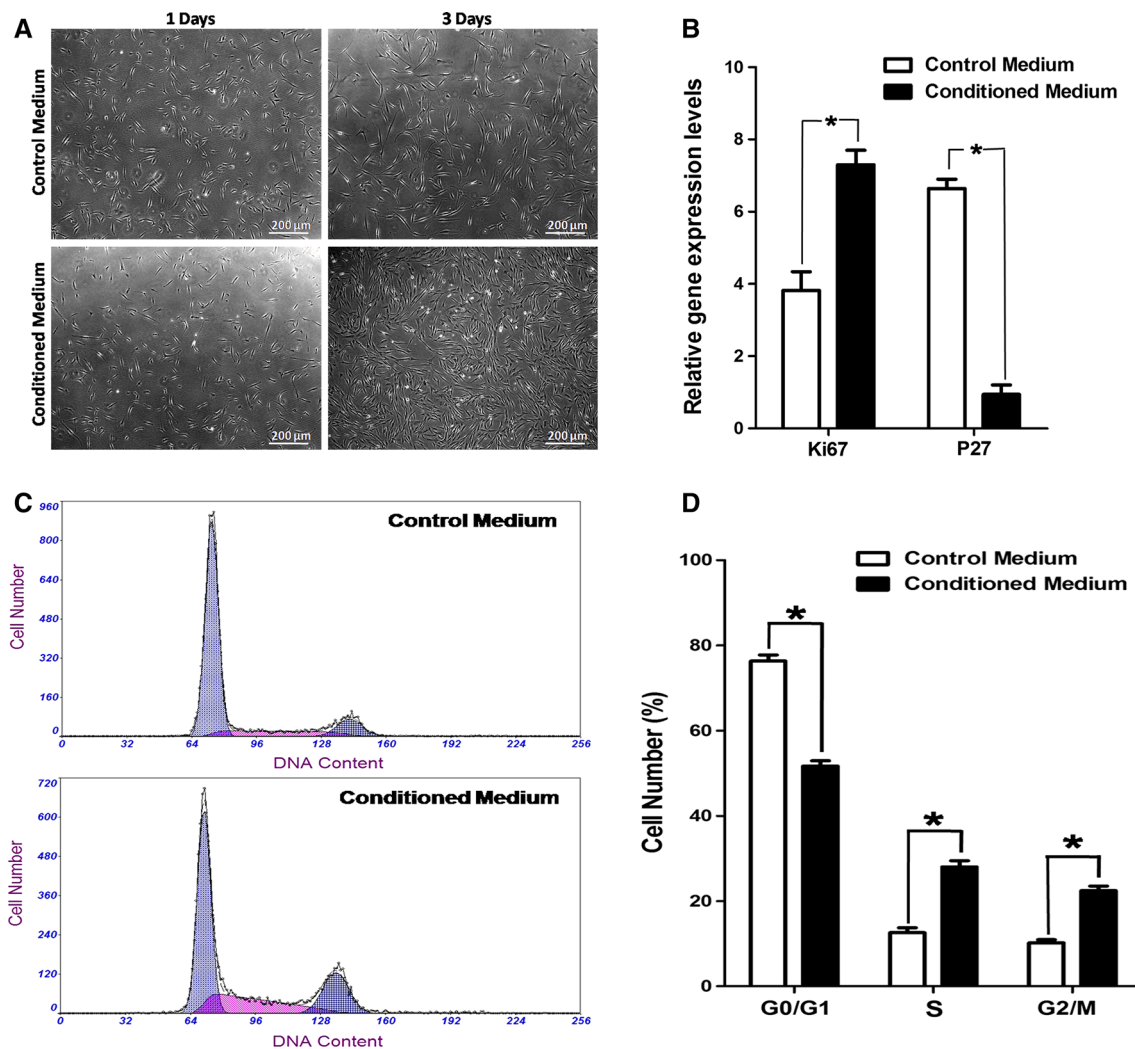 A
1 Days
3 Days
Control Medium
Conditioned Medium
200 µm
200 µm
200 µm
200 µm
B
Control Medium
Conditioned Medium
Relative gene expression levels
10
8
6
4
2
0
*
*
Ki67
P27
C
Control Medium
Cell Number
960
800
640
480
320
160
0
0 32 64 96 128 160 192 224 256
DNA Content
Conditioned Medium
Cell Number
720
600
480
360
240
120
0
0 32 64 96 128 160 192 224 256
DNA Content
D
Control Medium
Conditioned Medium
Cell Number (%)
100
80
60
40
20
0
*
*
*
G0/G1
S
G2/M